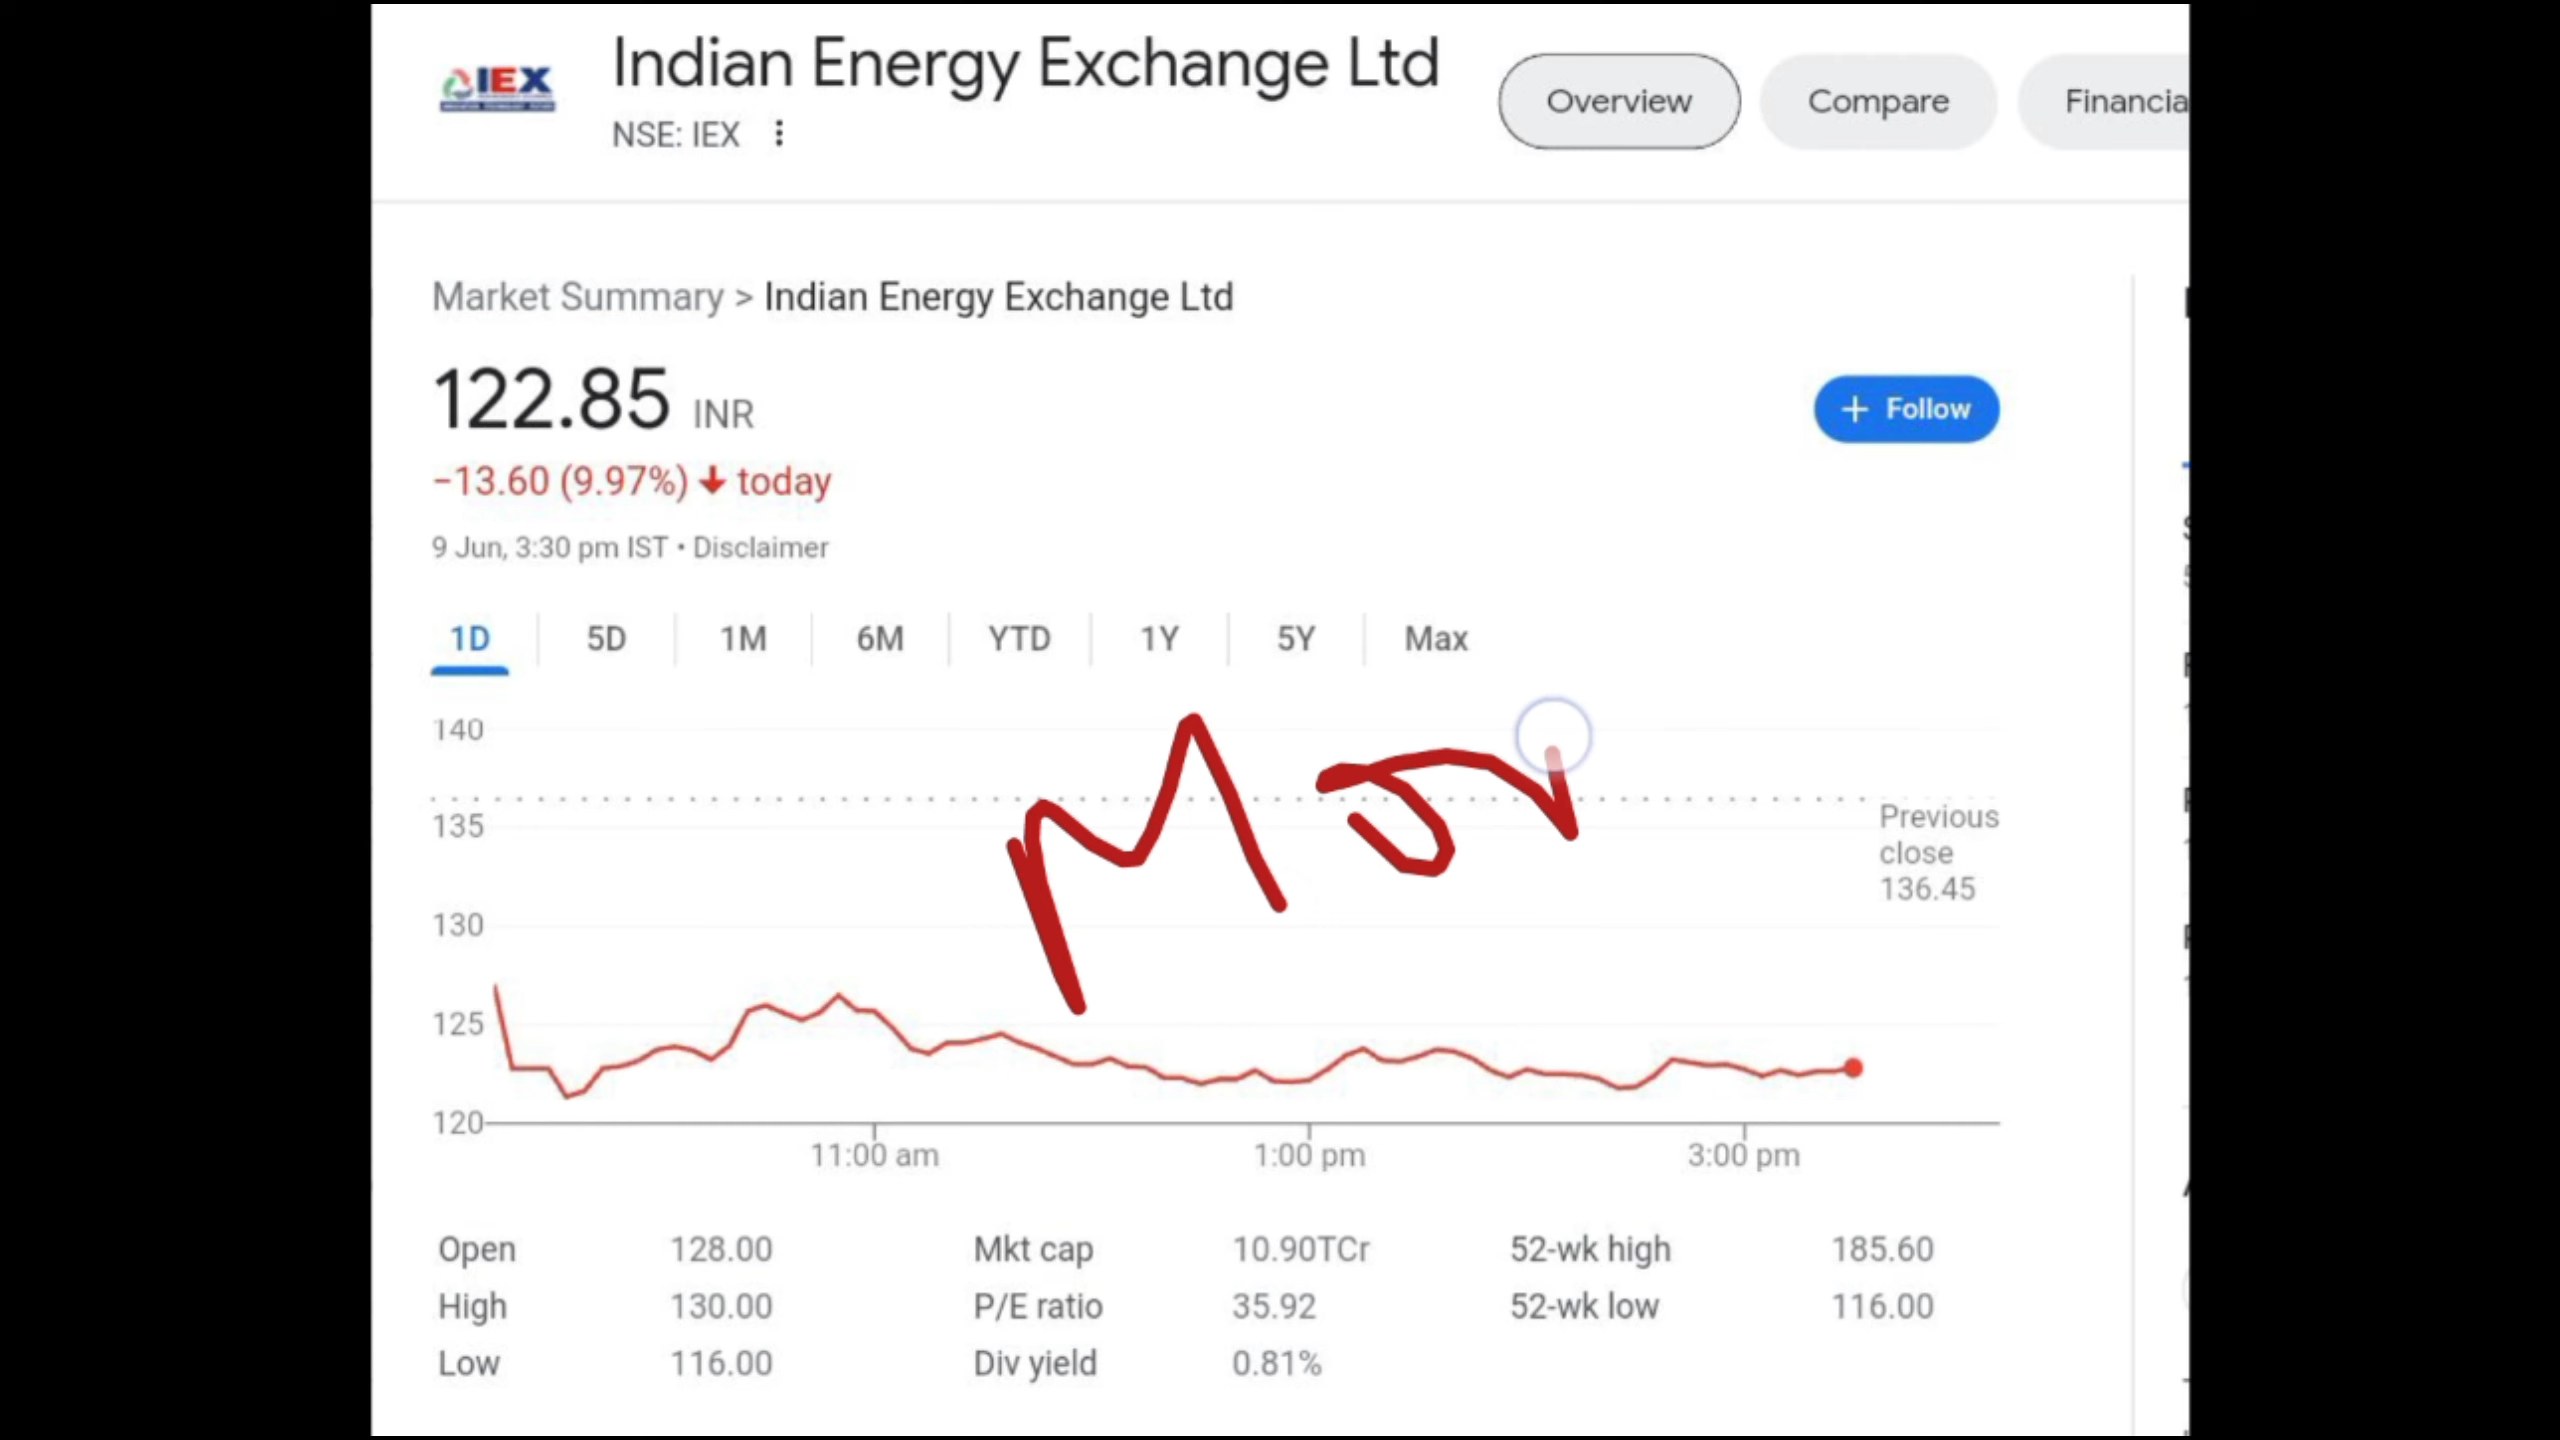 IEX
Indian Energy Exchange Ltd
NSE: IEX
Overview
Compare
Financia
Market Summary > Indian Energy Exchange Ltd
122.85 INR
+ Follow
−13.60 (9.97%) ↓ today
9 Jun, 3:30 pm IST • Disclaimer
1D 5D 1M 6M YTD 1Y 5Y Max
140
135
130
125
120
Previous
close
136.45
11:00 am 1:00 pm 3:00 pm
Open 128.00 Mkt cap 10.90TCr 52-wk high 185.60
High 130.00 P/E ratio 35.92 52-wk low 116.00
Low 116.00 Div yield 0.81%